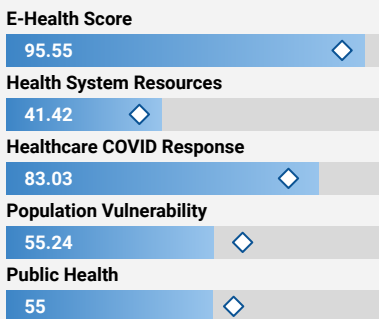 E-Health Score
95.55
Health System Resources
41.42
Healthcare COVID Response
83.03
Population Vulnerability
55.24
Public Health
55